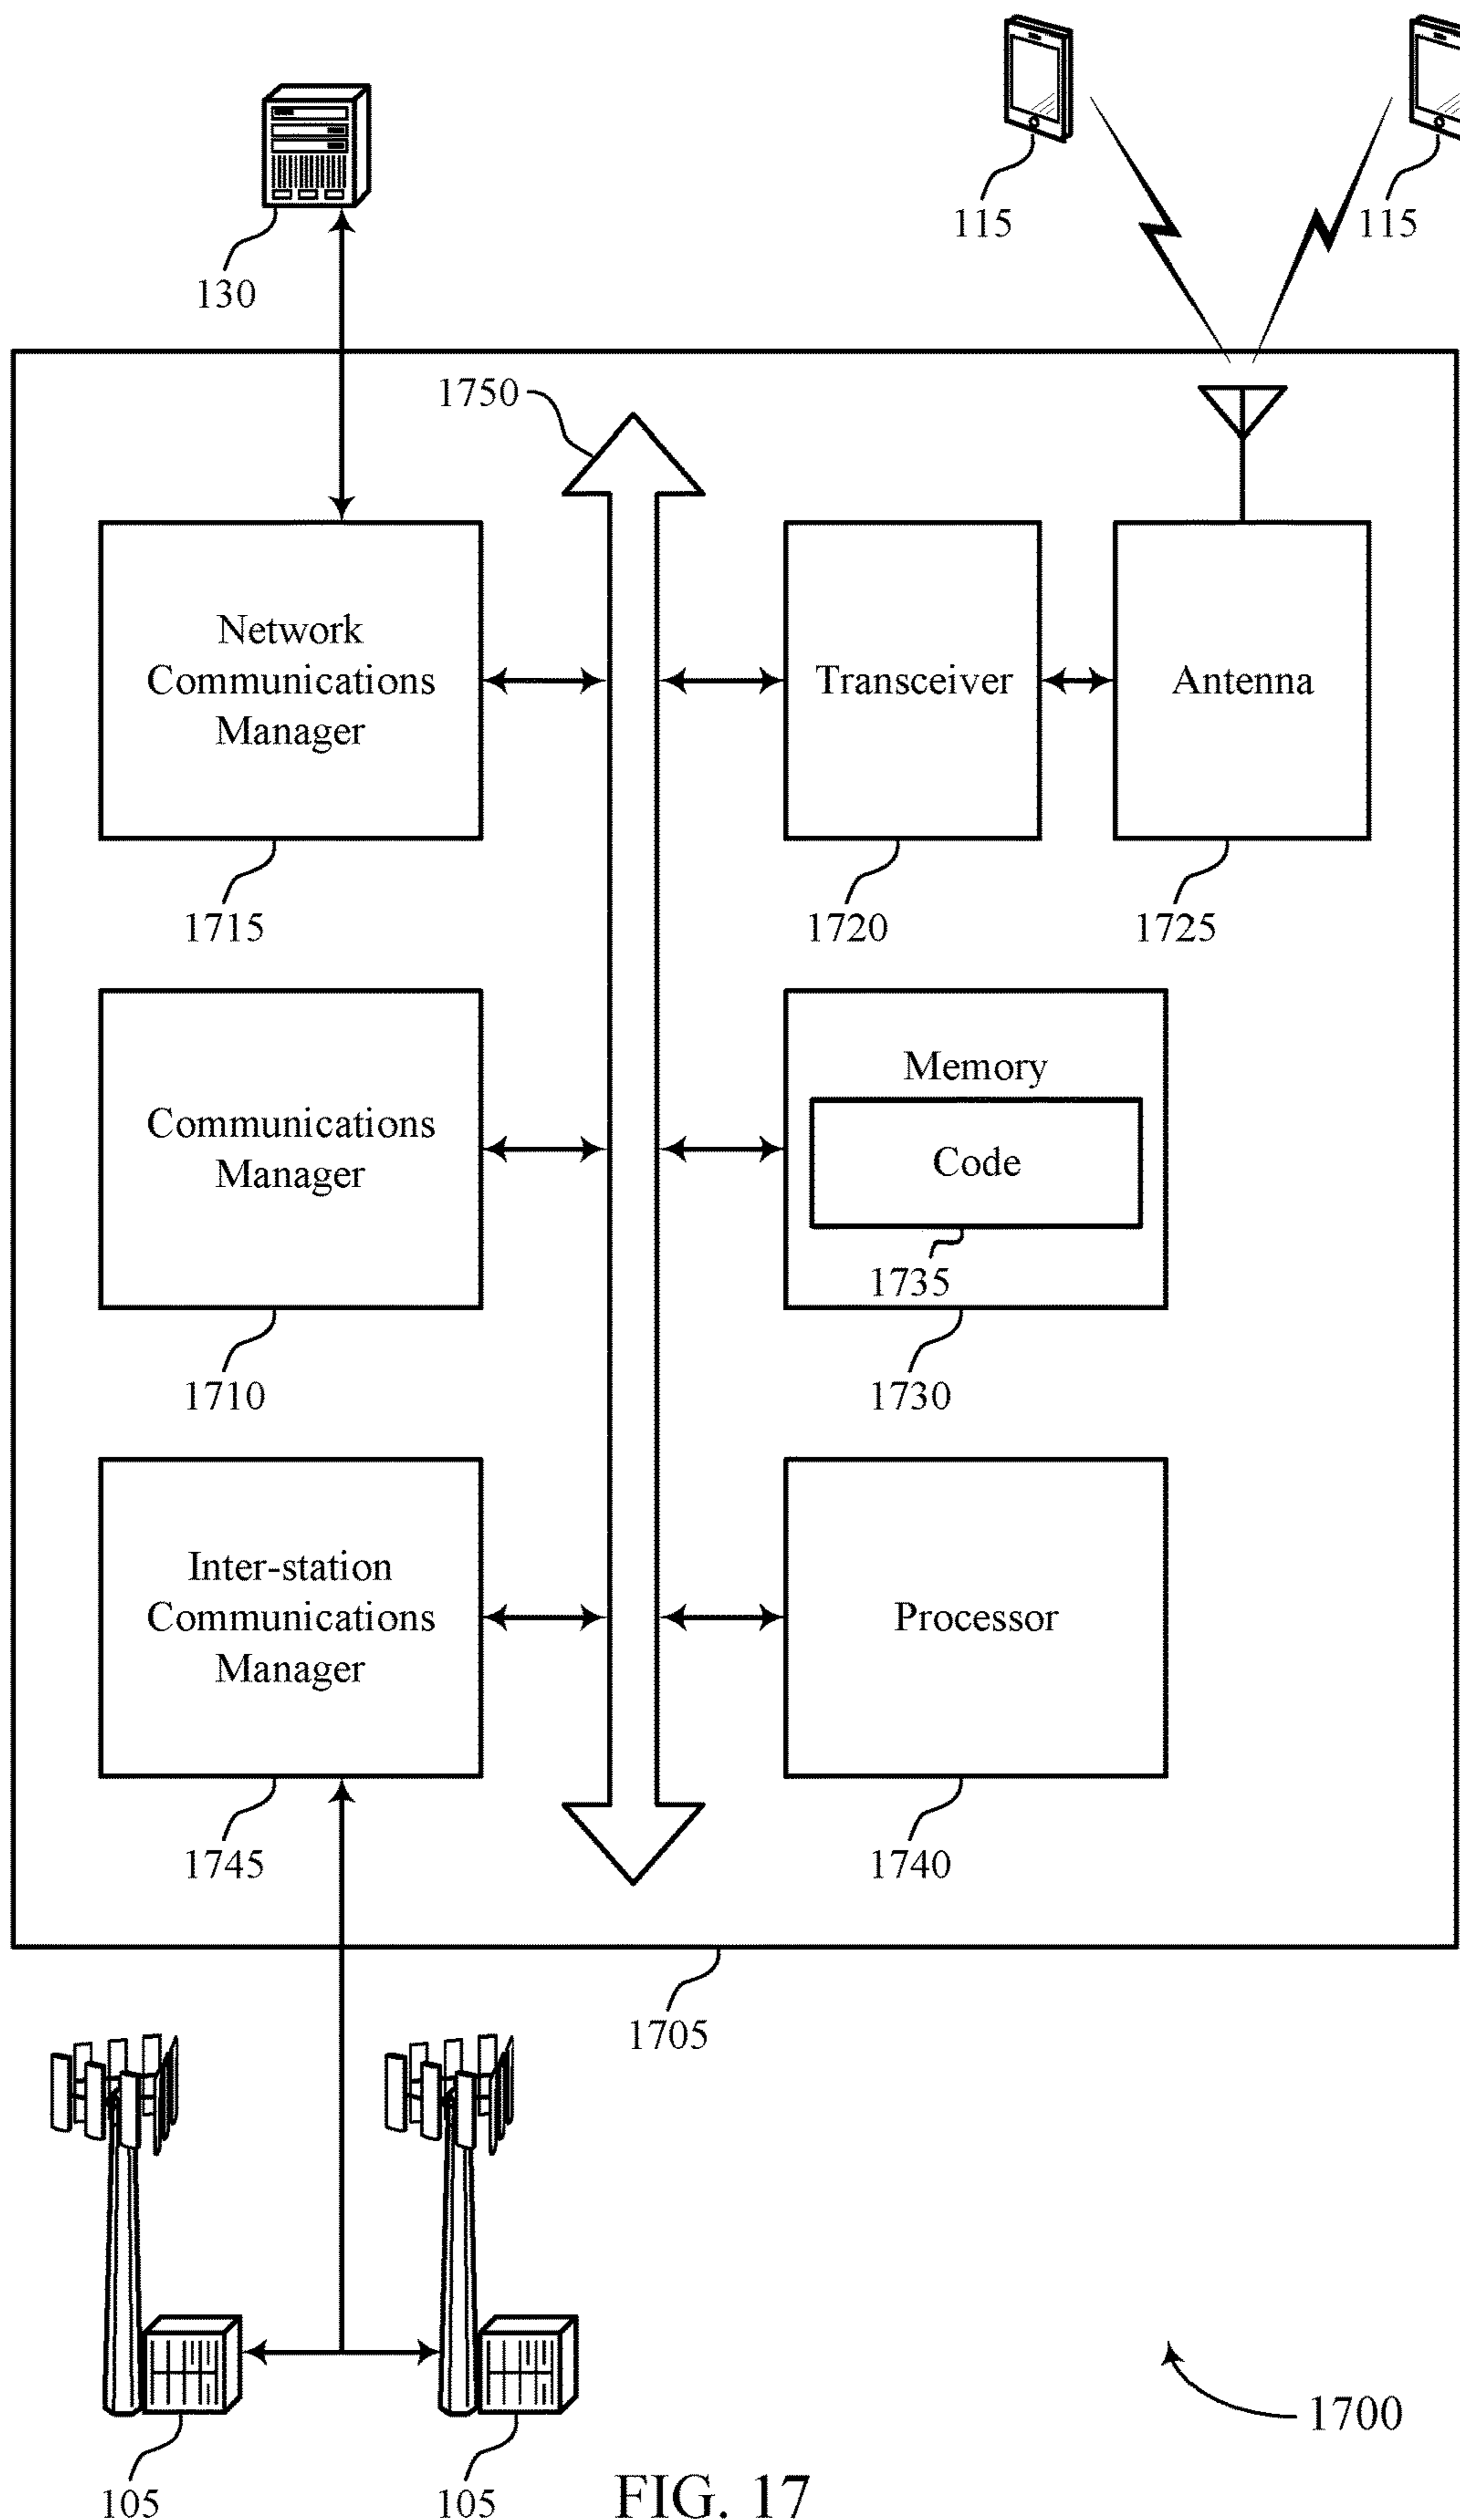 115
115
130
1750
Network
Communications
Manager
Transceiver
Antenna
1715
1720
1725
Communications
Manager
Memory
Code
1735
1710
1730
Inter-station
Communications
Manager
Processor
1745
1740
1705
1700
105
105
FIG. 17